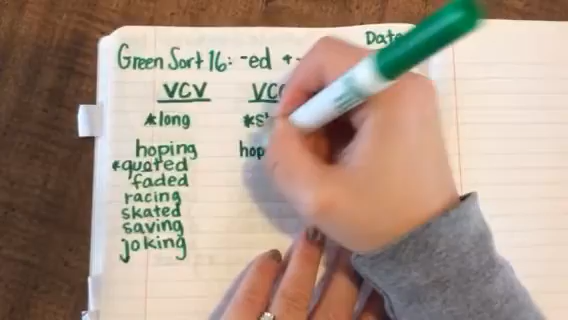 Green Sort 16: -ed +
Date
VCV VCC
*long *s
hoping hop
*quoted
faded
racing
skated
saving
joking